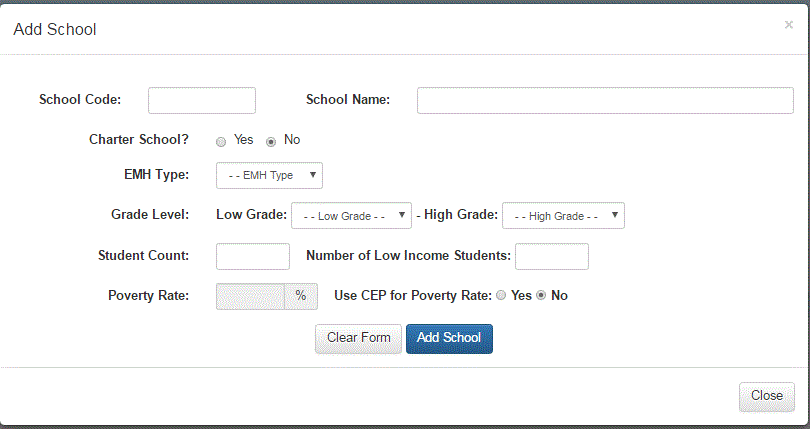 Add School ×
School Code: School Name:
Charter School? Yes No
EMH Type: - - EMH Type
Grade Level: Low Grade: - - Low Grade - - - High Grade: - - High Grade - -
Student Count: Number of Low Income Students:
Poverty Rate: % Use CEP for Poverty Rate: Yes No
Clear Form Add School
Close